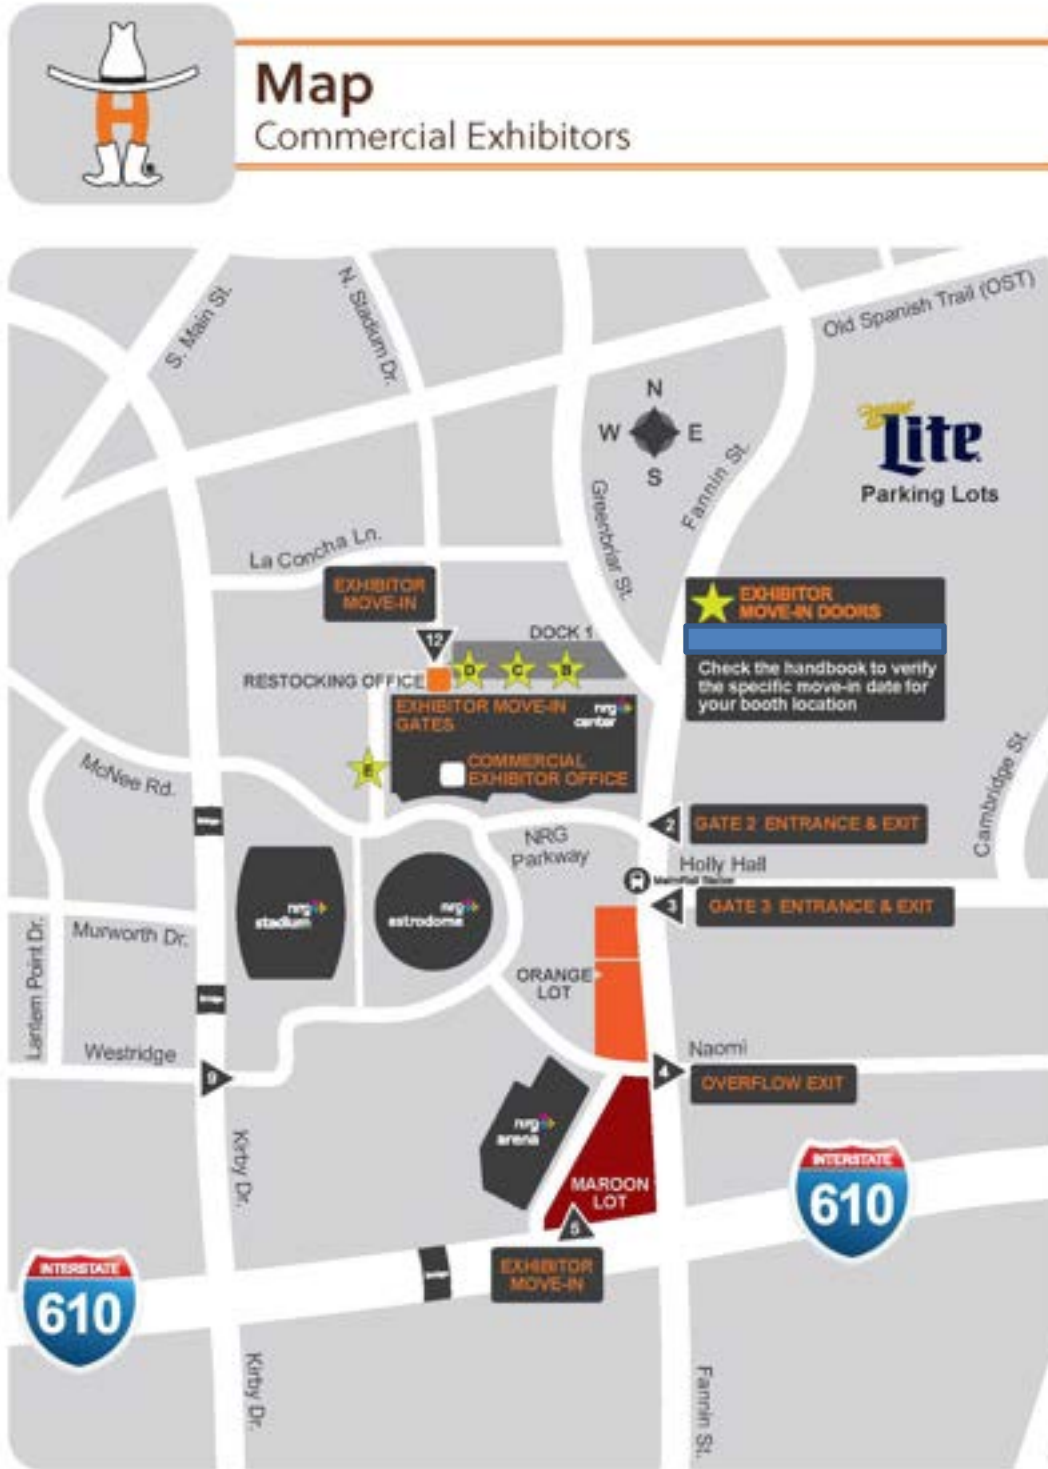 H
Map
Commercial Exhibitors
S. Main St.
N. Stadium Dr.
Old Spanish Trail (OST)
N
W
E
S
Fannin St.
Greenbriar St.
Miller
Lite
Parking Lots
La Concha Ln.
EXHIBITOR
MOVE-IN
12
DOCK 1
D
C
B
RESTOCKING OFFICE
EXHIBITOR
MOVE-IN DOORS
Check the handbook to verify
the specific move-in date for
your booth location
EXHIBITOR MOVE-IN
GATES
nrg
center
COMMERCIAL
EXHIBITOR OFFICE
E
McNee Rd.
Cambridge St.
2
GATE 2 ENTRANCE & EXIT
NRG
Parkway
Holly Hall
3
GATE 3 ENTRANCE & EXIT
nrg
stadium
nrg
astrodome
Lantern Point Dr.
Murworth Dr.
ORANGE
LOT
Westridge
9
Naomi
4
OVERFLOW EXIT
nrg
arena
Kirby Dr.
MAROON
LOT
5
EXHIBITOR
MOVE-IN
INTERSTATE
610
INTERSTATE
610
Kirby Dr.
Fannin St.